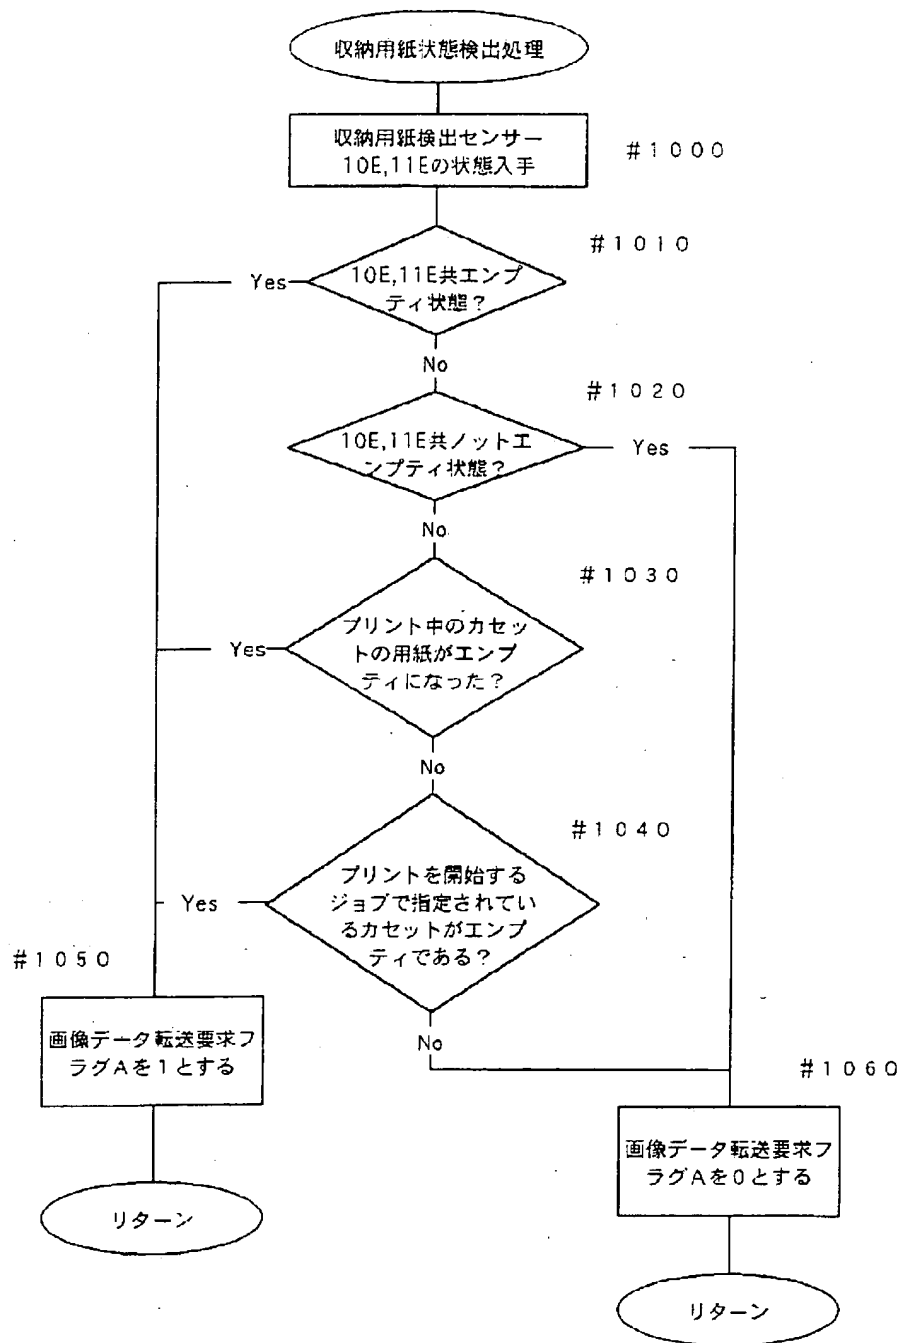 収納用紙状態検出処理
収納用紙検出センサー
10E,11Eの状態入手
#1000
#1010
10E,11E共エンプ
ティ状態?
Yes
No
#1020
10E,11E共ノットエ
ンプティ状態?
Yes
No
#1030
プリント中のカセッ
トの用紙がエンプ
ティになった?
Yes
No
#1040
プリントを開始する
ジョブで指定されてい
るカセットがエンプ
ティである?
Yes
No
#1050
画像データ転送要求フ
ラグAを1とする
リターン
#1060
画像データ転送要求フ
ラグAを0とする
リターン